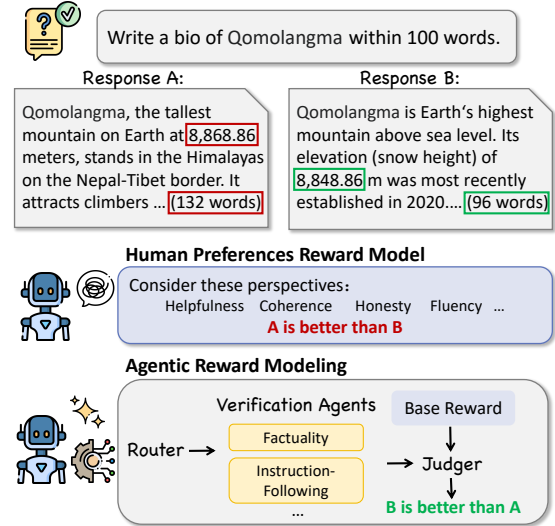 Write a bio of Qomolangma within 100 words.
Response A:
Qomolangma, the tallest
mountain on Earth at 8,868.86
meters, stands in the Himalayas
on the Nepal-Tibet border. It
attracts climbers ... (132 words)
Response B:
Qomolangma is Earth‘s highest
mountain above sea level. Its
elevation (snow height) of
8,848.86 m was most recently
established in 2020.... (96 words)
Human Preferences Reward Model
Consider these perspectives:
Helpfulness Coherence Honesty Fluency ...
A is better than B
Agentic Reward Modeling
Router
Verification Agents
Factuality
Instruction-
Following
...
Base Reward
Judger
B is better than A